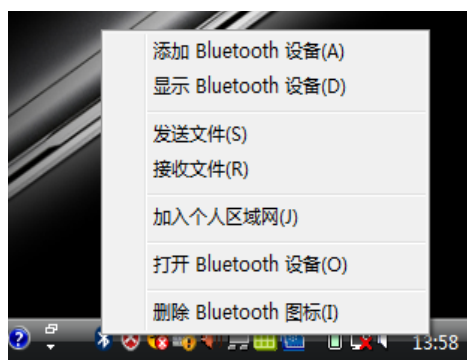 添加 Bluetooth 设备(A)
显示 Bluetooth 设备(D)
发送文件(S)
接收文件(R)
加入个人区域网(J)
打开 Bluetooth 设备(O)
删除 Bluetooth 图标(I)
13:58